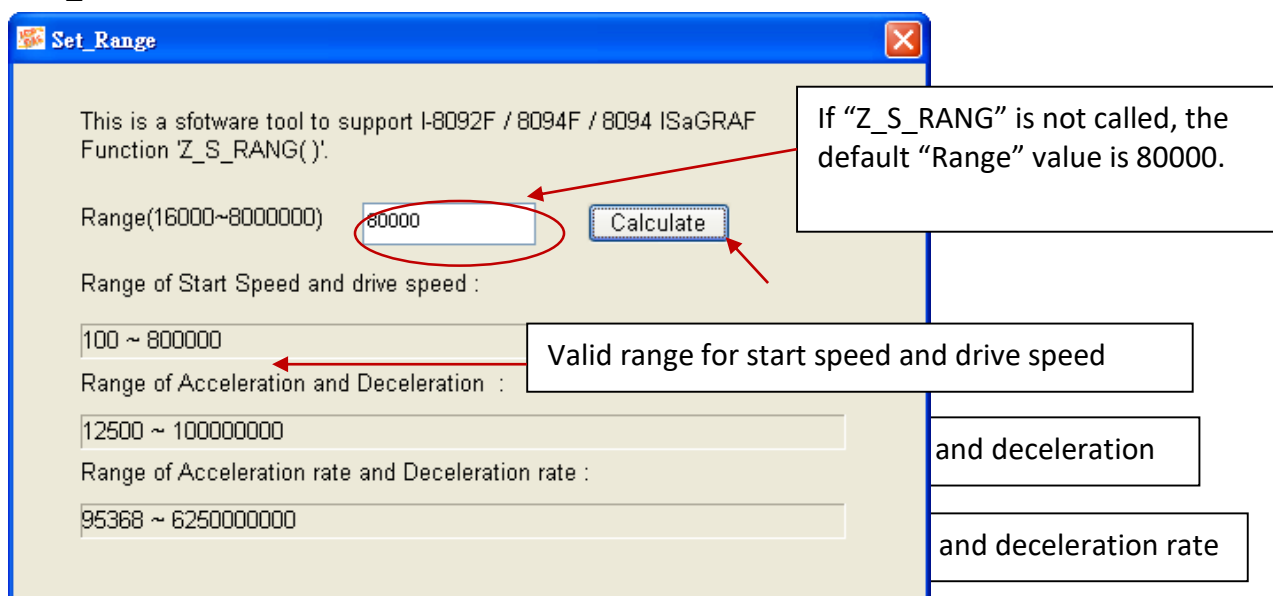 Set_Range
This is a sfotware tool to support I-8092F / 8094F / 8094 ISaGRAF
Function 'Z_S_RANG( )'.
If “Z_S_RANG” is not called, the
default “Range” value is 80000.
Range(16000~8000000)
80000
Calculate
Range of Start Speed and drive speed :
100 ~ 800000
Valid range for start speed and drive speed
Range of Acceleration and Deceleration :
12500 ~ 100000000
and deceleration
Range of Acceleration rate and Deceleration rate :
95368 ~ 6250000000
and deceleration rate